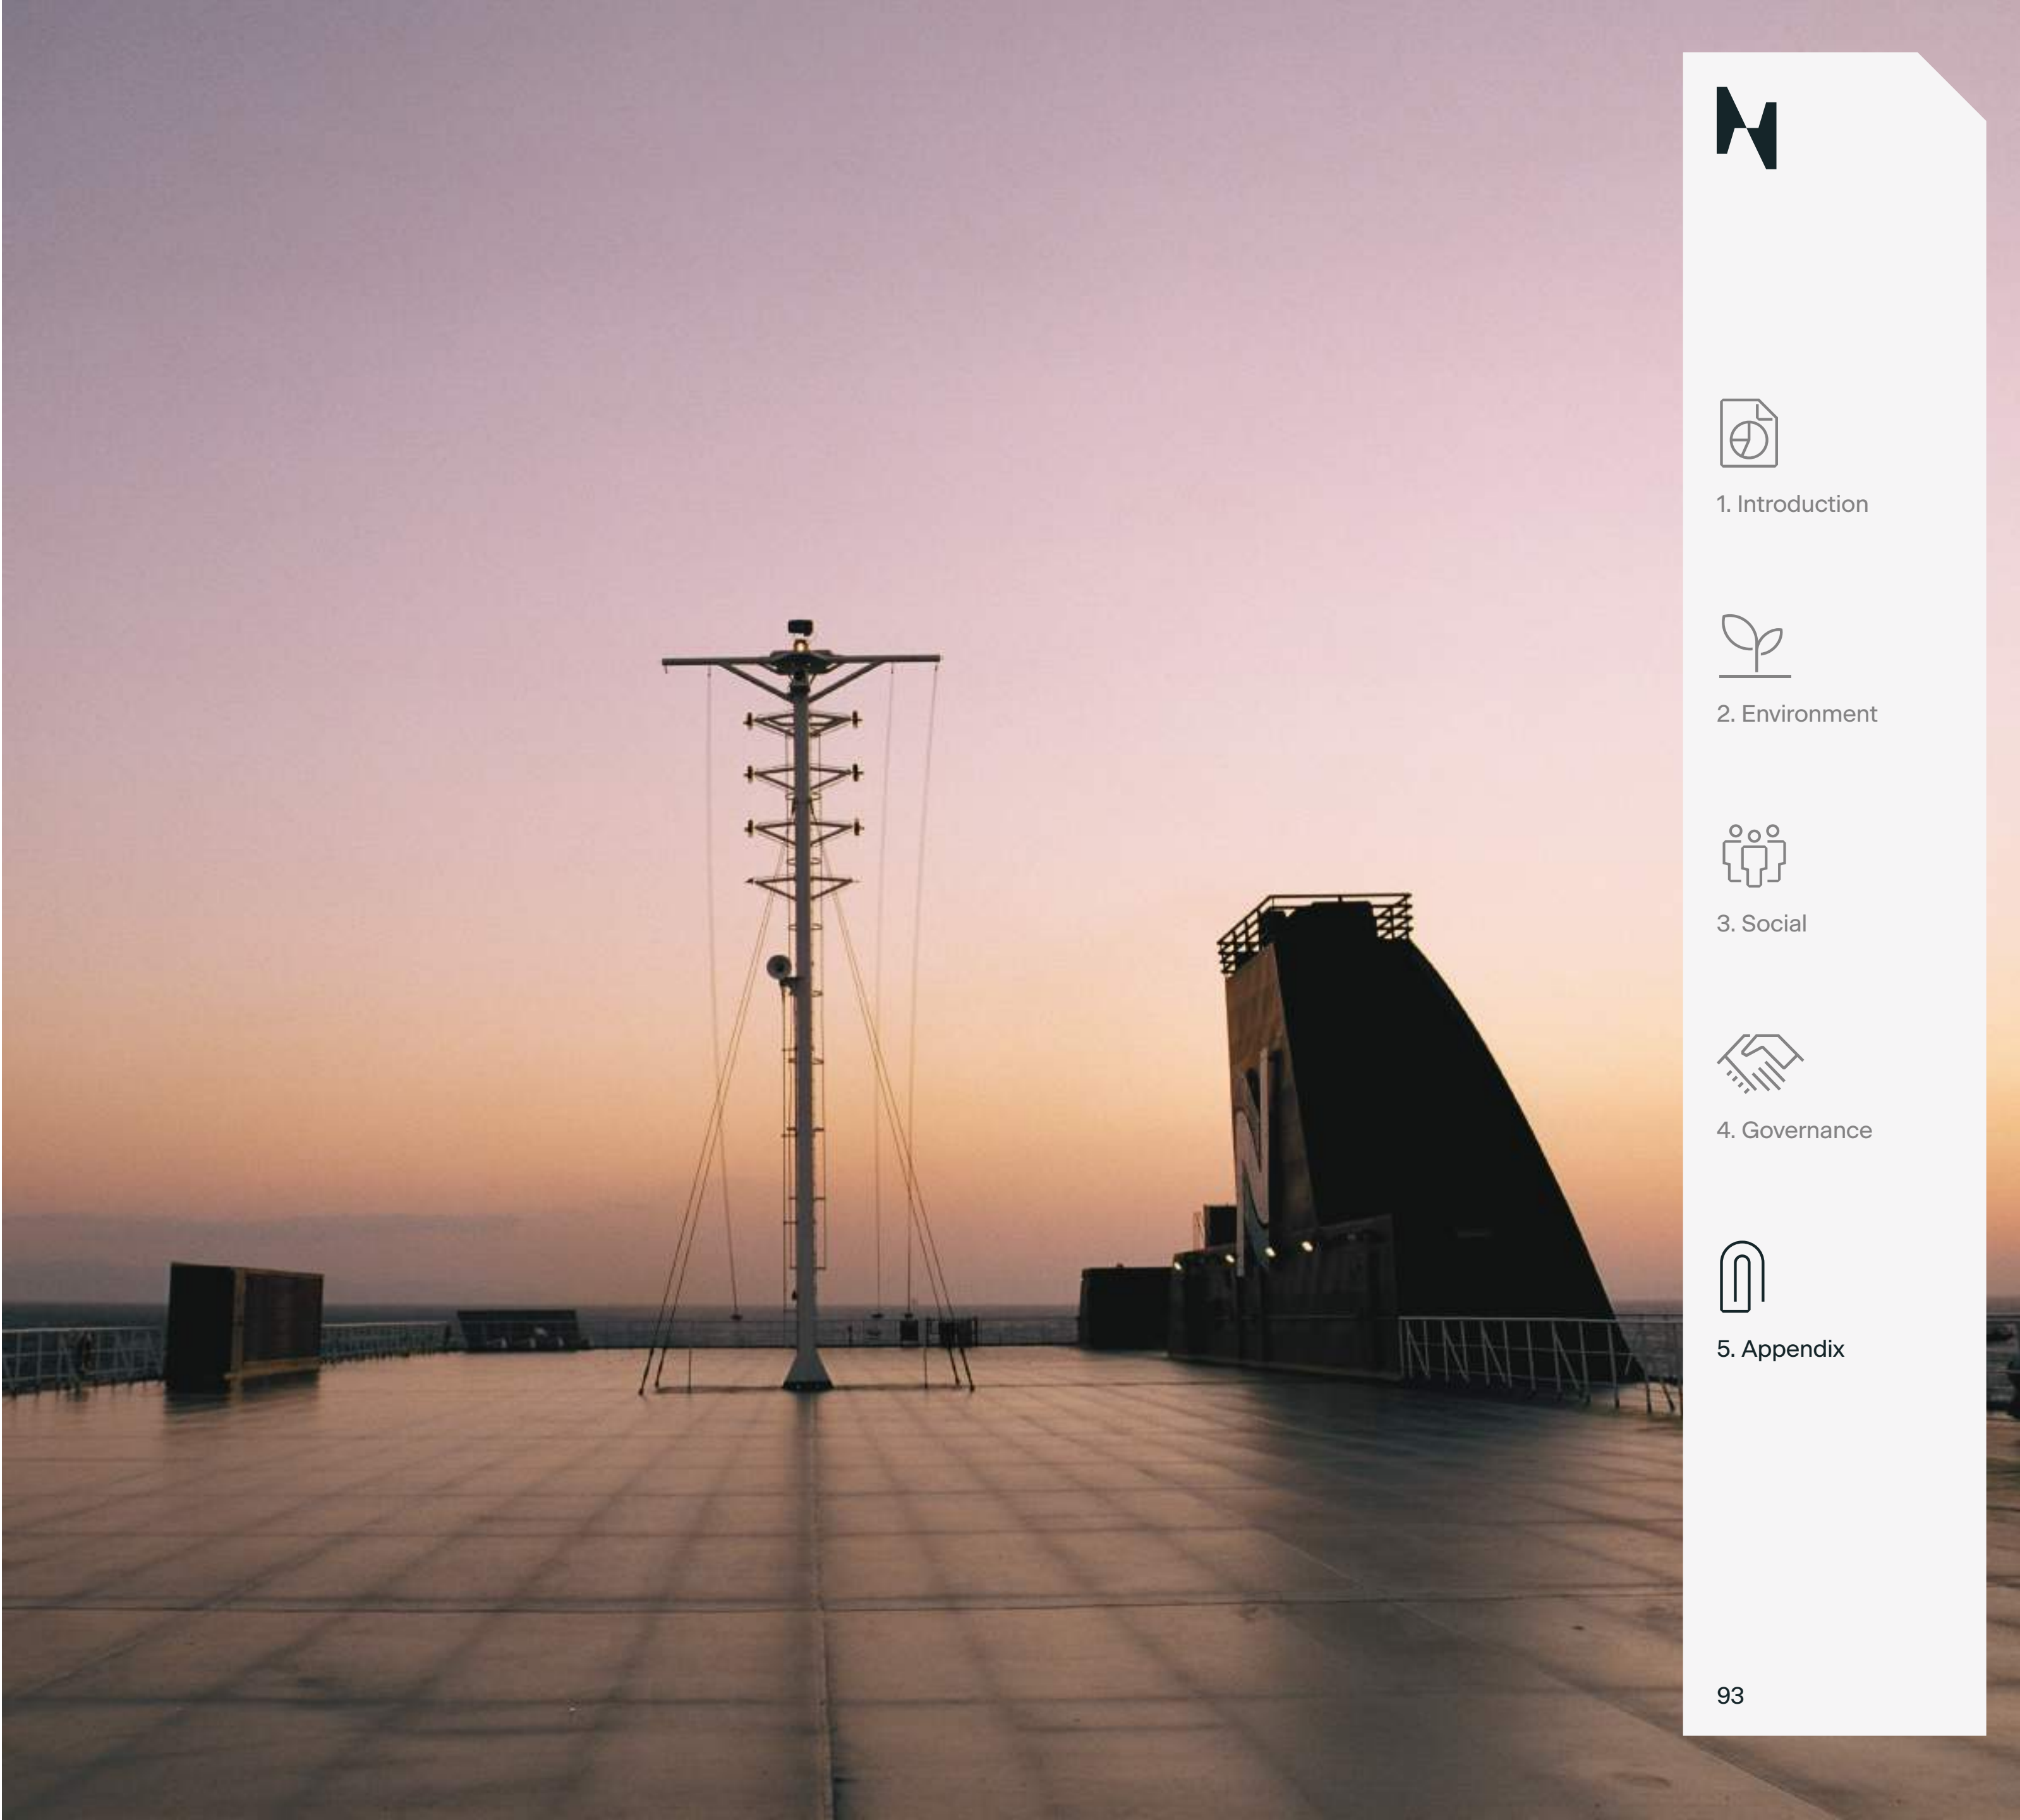 1. Introduction
2. Environment
3. Social
4. Governance
5. Appendix
93